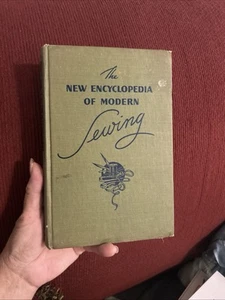 The
NEW ENCYCLOPEDIA
OF MODERN
Sewing